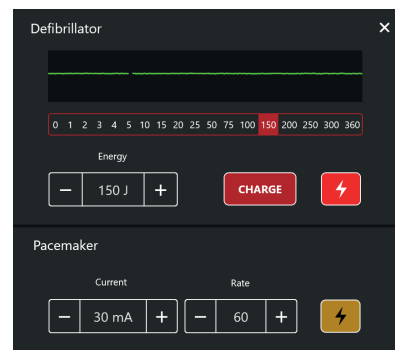 Defibrillator ×
0 1 2 3 4 5 10 15 20 25 50 75 100 150 200 250 300 360
Energy
− 150 J + CHARGE
Pacemaker
Current Rate
− 30 mA + − 60 +